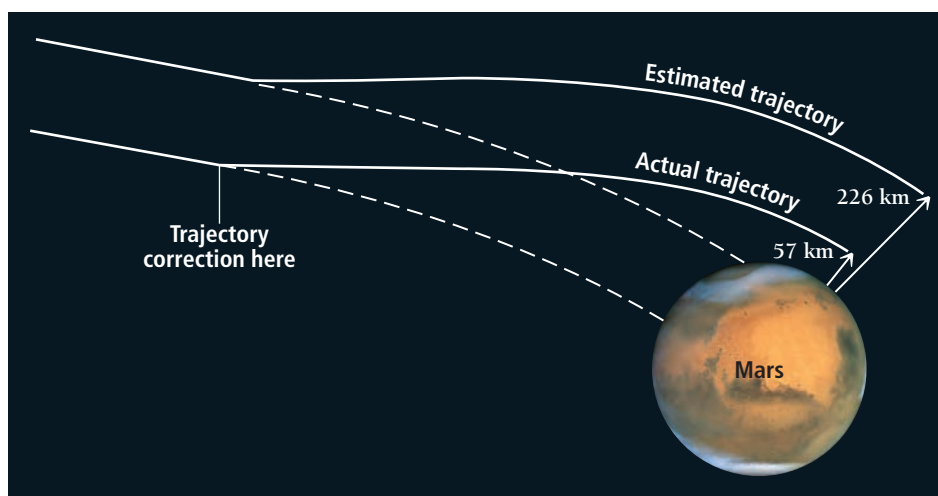 Estimated trajectory
Actual trajectory
226 km
Trajectory
correction here
57 km
Mars